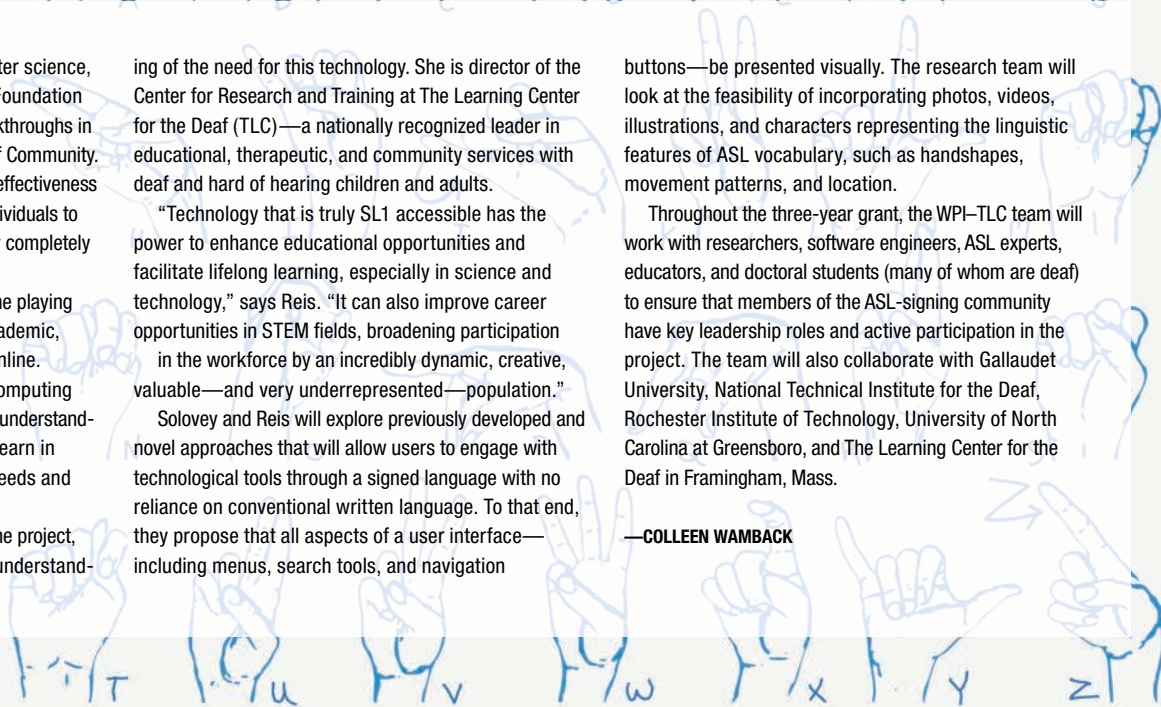 ter science,
Foundation
kthroughs in
f Community.
effectiveness
ividuals to
completely
ne playing
ademic,
nline.
omputing
understand-
earn in
eeds and
ne project,
understand-
ing of the need for this technology. She is director of the
Center for Research and Training at The Learning Center
for the Deaf (TLC)—a nationally recognized leader in
educational, therapeutic, and community services with
deaf and hard of hearing children and adults.
“Technology that is truly SL1 accessible has the
power to enhance educational opportunities and
facilitate lifelong learning, especially in science and
technology,” says Reis. “It can also improve career
opportunities in STEM fields, broadening participation
in the workforce by an incredibly dynamic, creative,
valuable—and very underrepresented—population.”
Solovey and Reis will explore previously developed and
novel approaches that will allow users to engage with
technological tools through a signed language with no
reliance on conventional written language. To that end,
they propose that all aspects of a user interface—
including menus, search tools, and navigation
buttons—be presented visually. The research team will
look at the feasibility of incorporating photos, videos,
illustrations, and characters representing the linguistic
features of ASL vocabulary, such as handshapes,
movement patterns, and location.
Throughout the three-year grant, the WPI–TLC team will
work with researchers, software engineers, ASL experts,
educators, and doctoral students (many of whom are deaf)
to ensure that members of the ASL-signing community
have key leadership roles and active participation in the
project. The team will also collaborate with Gallaudet
University, National Technical Institute for the Deaf,
Rochester Institute of Technology, University of North
Carolina at Greensboro, and The Learning Center for the
Deaf in Framingham, Mass.
—COLLEEN WAMBACK
T U V W X Y Z